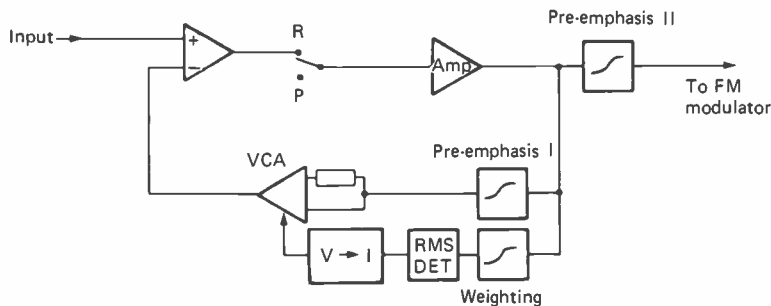 Pre-emphasis II
Input
+
−
R
P
Amp
To FM
modulator
VCA
Pre-emphasis I
V → I
RMS
DET
Weighting